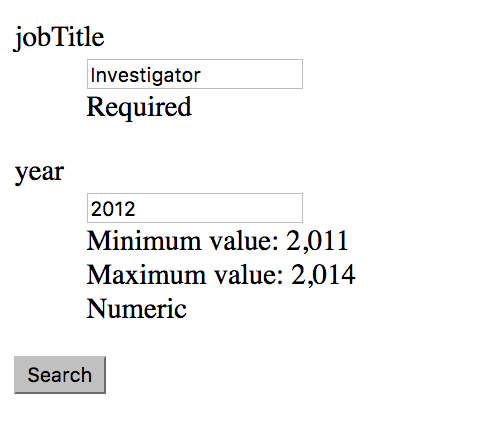 jobTitle
Investigator
Required
year
2012
Minimum value: 2,011
Maximum value: 2,014
Numeric
Search